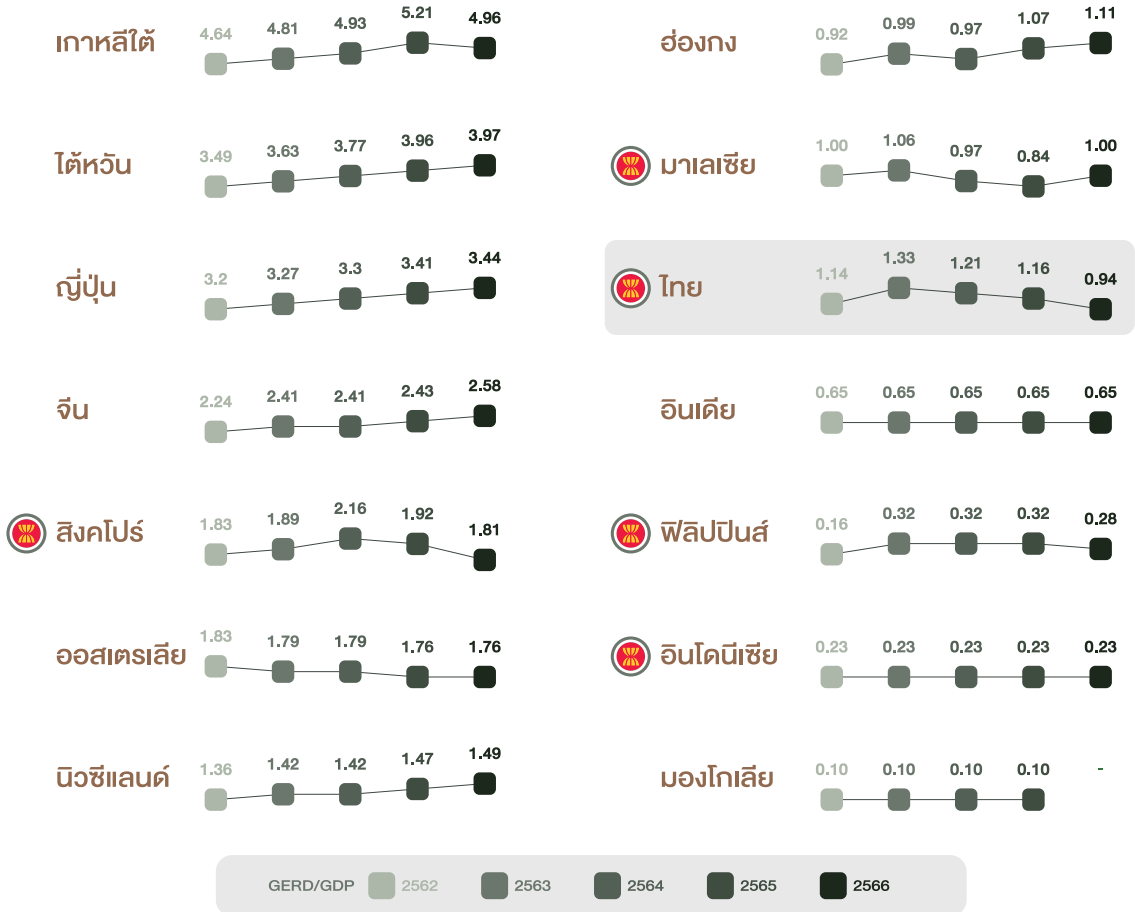 เกาหลีใต้ 4.64 4.81 4.93 5.21 4.96
ไต้หวัน 3.49 3.63 3.77 3.96 3.97
ญี่ปุ่น 3.2 3.27 3.3 3.41 3.44
จีน 2.24 2.41 2.41 2.43 2.58
สิงคโปร์ 1.83 1.89 2.16 1.92 1.81
ออสเตรเลีย 1.83 1.79 1.79 1.76 1.76
นิวซีแลนด์ 1.36 1.42 1.42 1.47 1.49
ฮ่องกง 0.92 0.99 0.97 1.07 1.11
มาเลเซีย 1.00 1.06 0.97 0.84 1.00
ไทย 1.14 1.33 1.21 1.16 0.94
อินเดีย 0.65 0.65 0.65 0.65 0.65
ฟิลิปปินส์ 0.16 0.32 0.32 0.32 0.28
อินโดนีเซีย 0.23 0.23 0.23 0.23 0.23
มองโกเลีย 0.10 0.10 0.10 0.10 -
GERD/GDP 2562 2563 2564 2565 2566